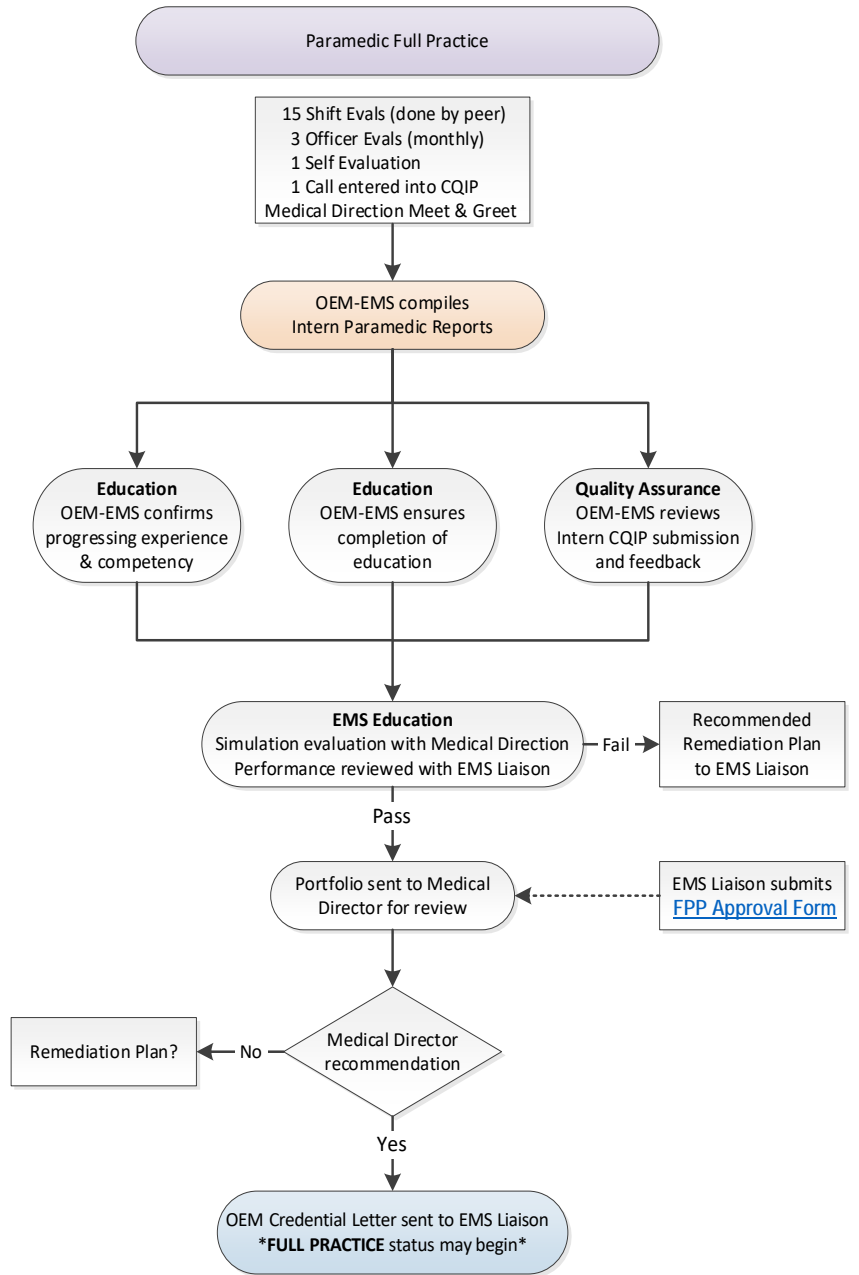 Paramedic Full Practice
15 Shift Evals (done by peer)
3 Officer Evals (monthly)
1 Self Evaluation
1 Call entered into CQIP
Medical Direction Meet & Greet
OEM-EMS compiles
Intern Paramedic Reports
Education
OEM-EMS confirms
progressing experience
& competency
Education
OEM-EMS ensures
completion of
education
Quality Assurance
OEM-EMS reviews
Intern CQIP submission
and feedback
EMS Education
Simulation evaluation with Medical Direction
Performance reviewed with EMS Liaison
Fail
Recommended
Remediation Plan
to EMS Liaison
Pass
Portfolio sent to Medical
Director for review
EMS Liaison submits
FPP Approval Form
Medical Director
recommendation
No
Remediation Plan?
Yes
OEM Credential Letter sent to EMS Liaison
*FULL PRACTICE status may begin*